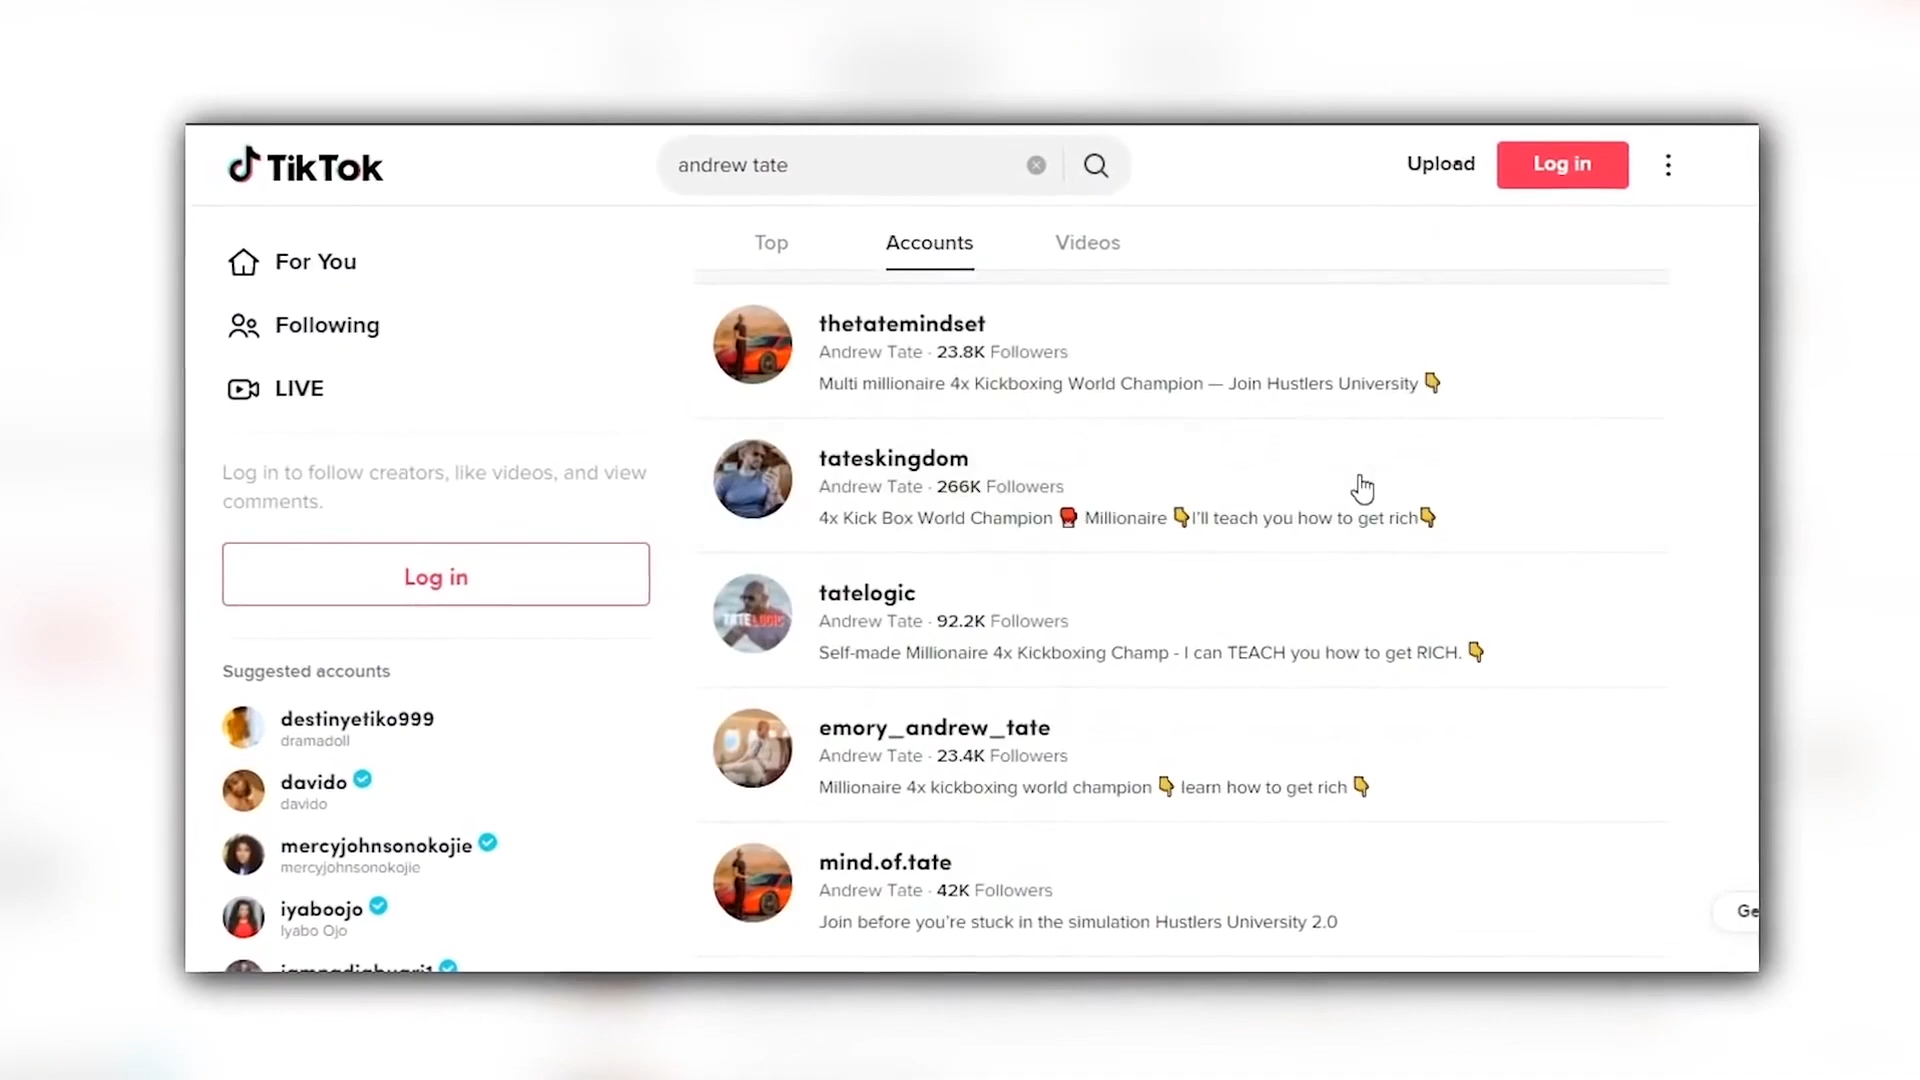 TikTok
andrew tate
Upload
Log in
For You
Following
LIVE
Log in to follow creators, like videos, and view
comments.
Log in
Suggested accounts
destinyetiko999
dramadoll
davido
davido
mercyjohnsonokojie
mercyjohnsonokojie
iyaboojo
Iyabo Ojo
Top
Accounts
Videos
thetatemindset
Andrew Tate · 23.8K Followers
Multi millionaire 4x Kickboxing World Champion — Join Hustlers University 👇
tateskingdom
Andrew Tate · 266K Followers
4x Kick Box World Champion 🥊 Millionaire 👇I'll teach you how to get rich👇
TATE LOGIC
tatelogic
Andrew Tate · 92.2K Followers
Self-made Millionaire 4x Kickboxing Champ - I can TEACH you how to get RICH. 👇
emory_andrew_tate
Andrew Tate · 23.4K Followers
Millionaire 4x kickboxing world champion 👇 learn how to get rich 👇
mind.of.tate
Andrew Tate · 42K Followers
Join before you're stuck in the simulation Hustlers University 2.0
Ge